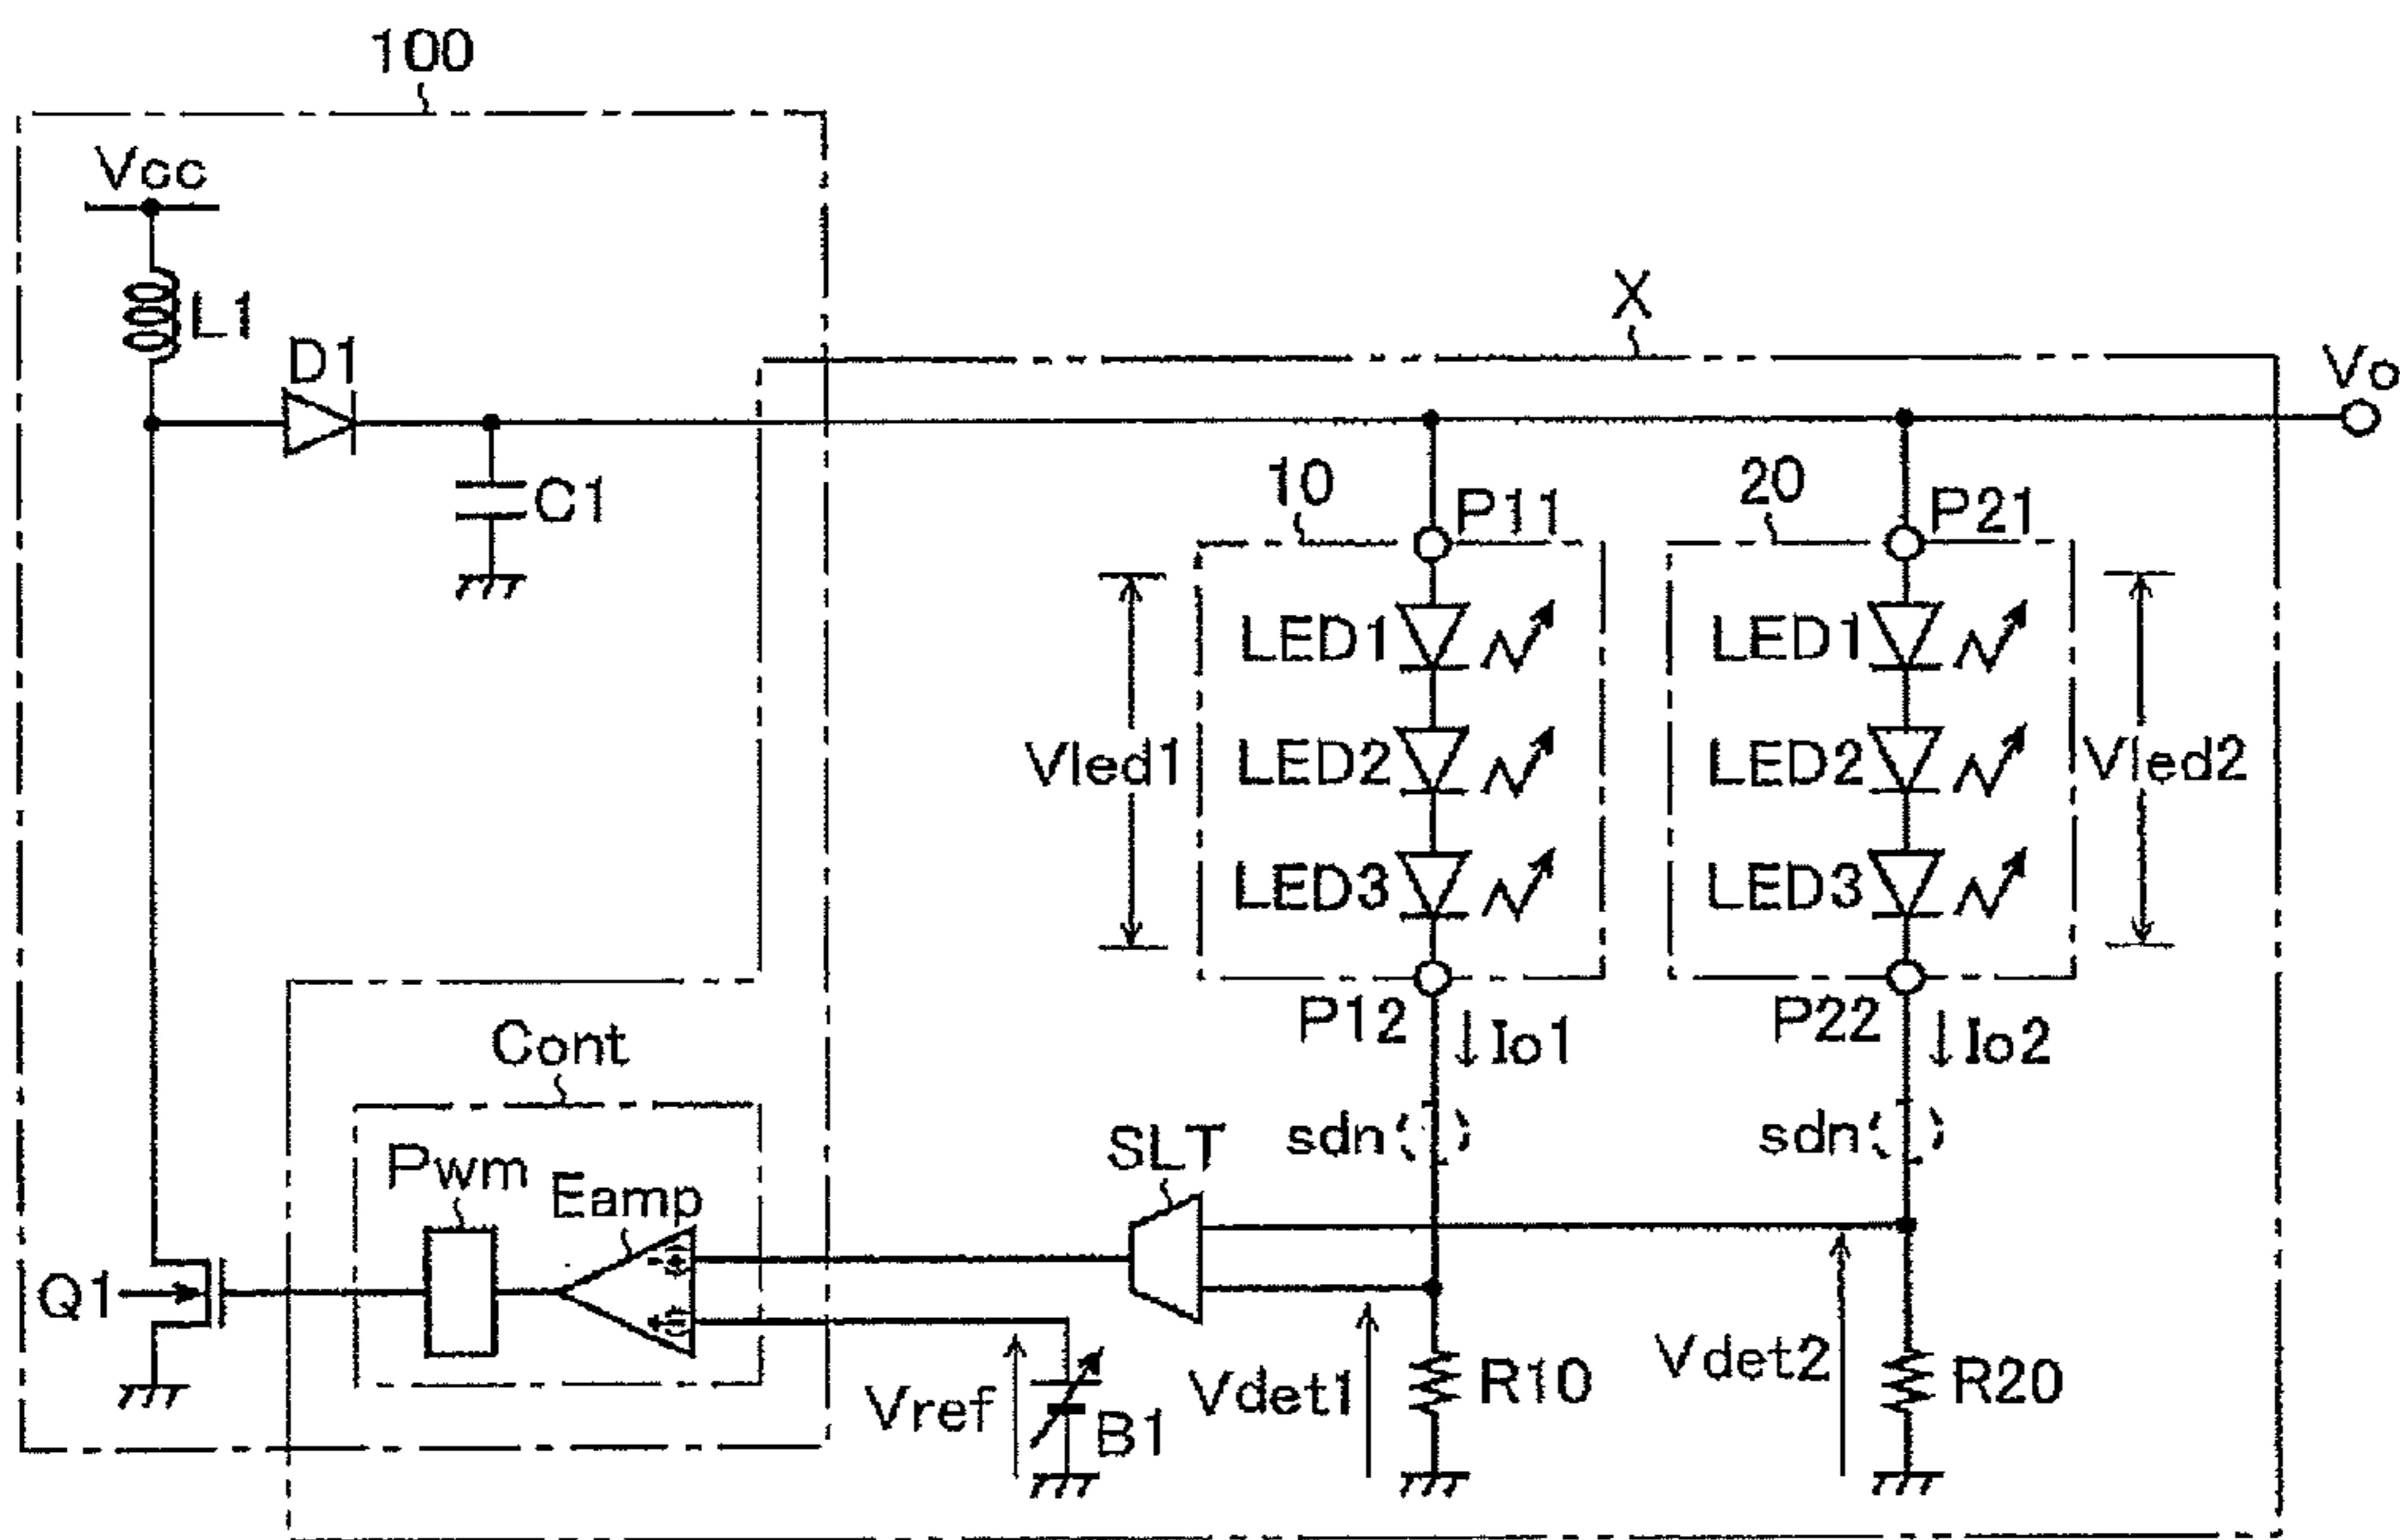 100
Vcc
L1
D1
C1
X
Vo
10
P11
20
P21
LED1
LED1
Vled1
LED2
LED2
Vled2
LED3
LED3
P12
Io1
P22
Io2
Cont
sdn
sdn
SLT
Pwm
Eamp
Q1
Vref
B1
Vdet1
R10
Vdet2
R20